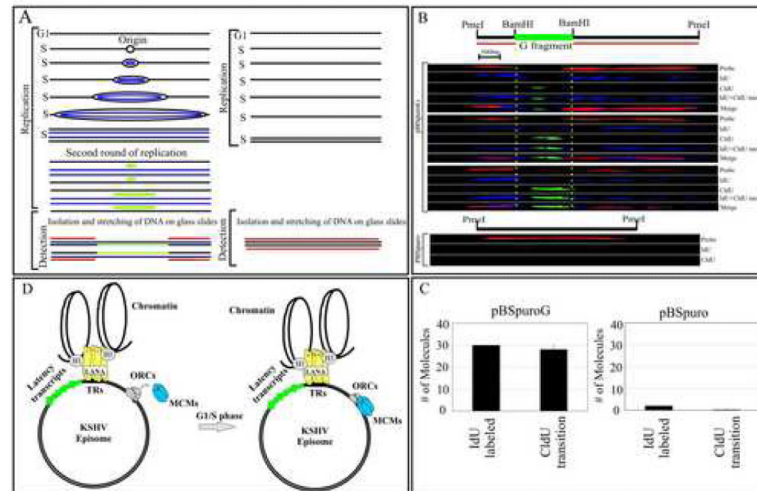 A
G1
Origin
S
S
S
S
S
S
Replication
Second round of replication
Isolation and stretching of DNA on glass slides
Detection
G1
S
S
S
S
S
S
Replication
Isolation and stretching of DNA on glass slides
Detection
B
PmeI BamHI BamHI PmeI
G fragment
Probe
IdU
CldU
Merge
Probe
IdU
CldU
Merge
Probe
IdU
CldU
Merge
PmeI PmeI
PBSpuro
Probe
IdU
CldU
D
Chromatin
Chromatin
H1 H1
LANA
Latency
transcripts
TRs
ORCs
MCMs
KSHV
Episome
G1/S phase
LANA
Latency
transcripts
TRs
ORCs
MCMs
KSHV
Episome
C
pBSpuroG
# of Molecules
40
30
20
10
0
IdU
labeled
CldU
transition
pBSpuro
# of Molecules
40
30
20
10
0
IdU
labeled
CldU
transition